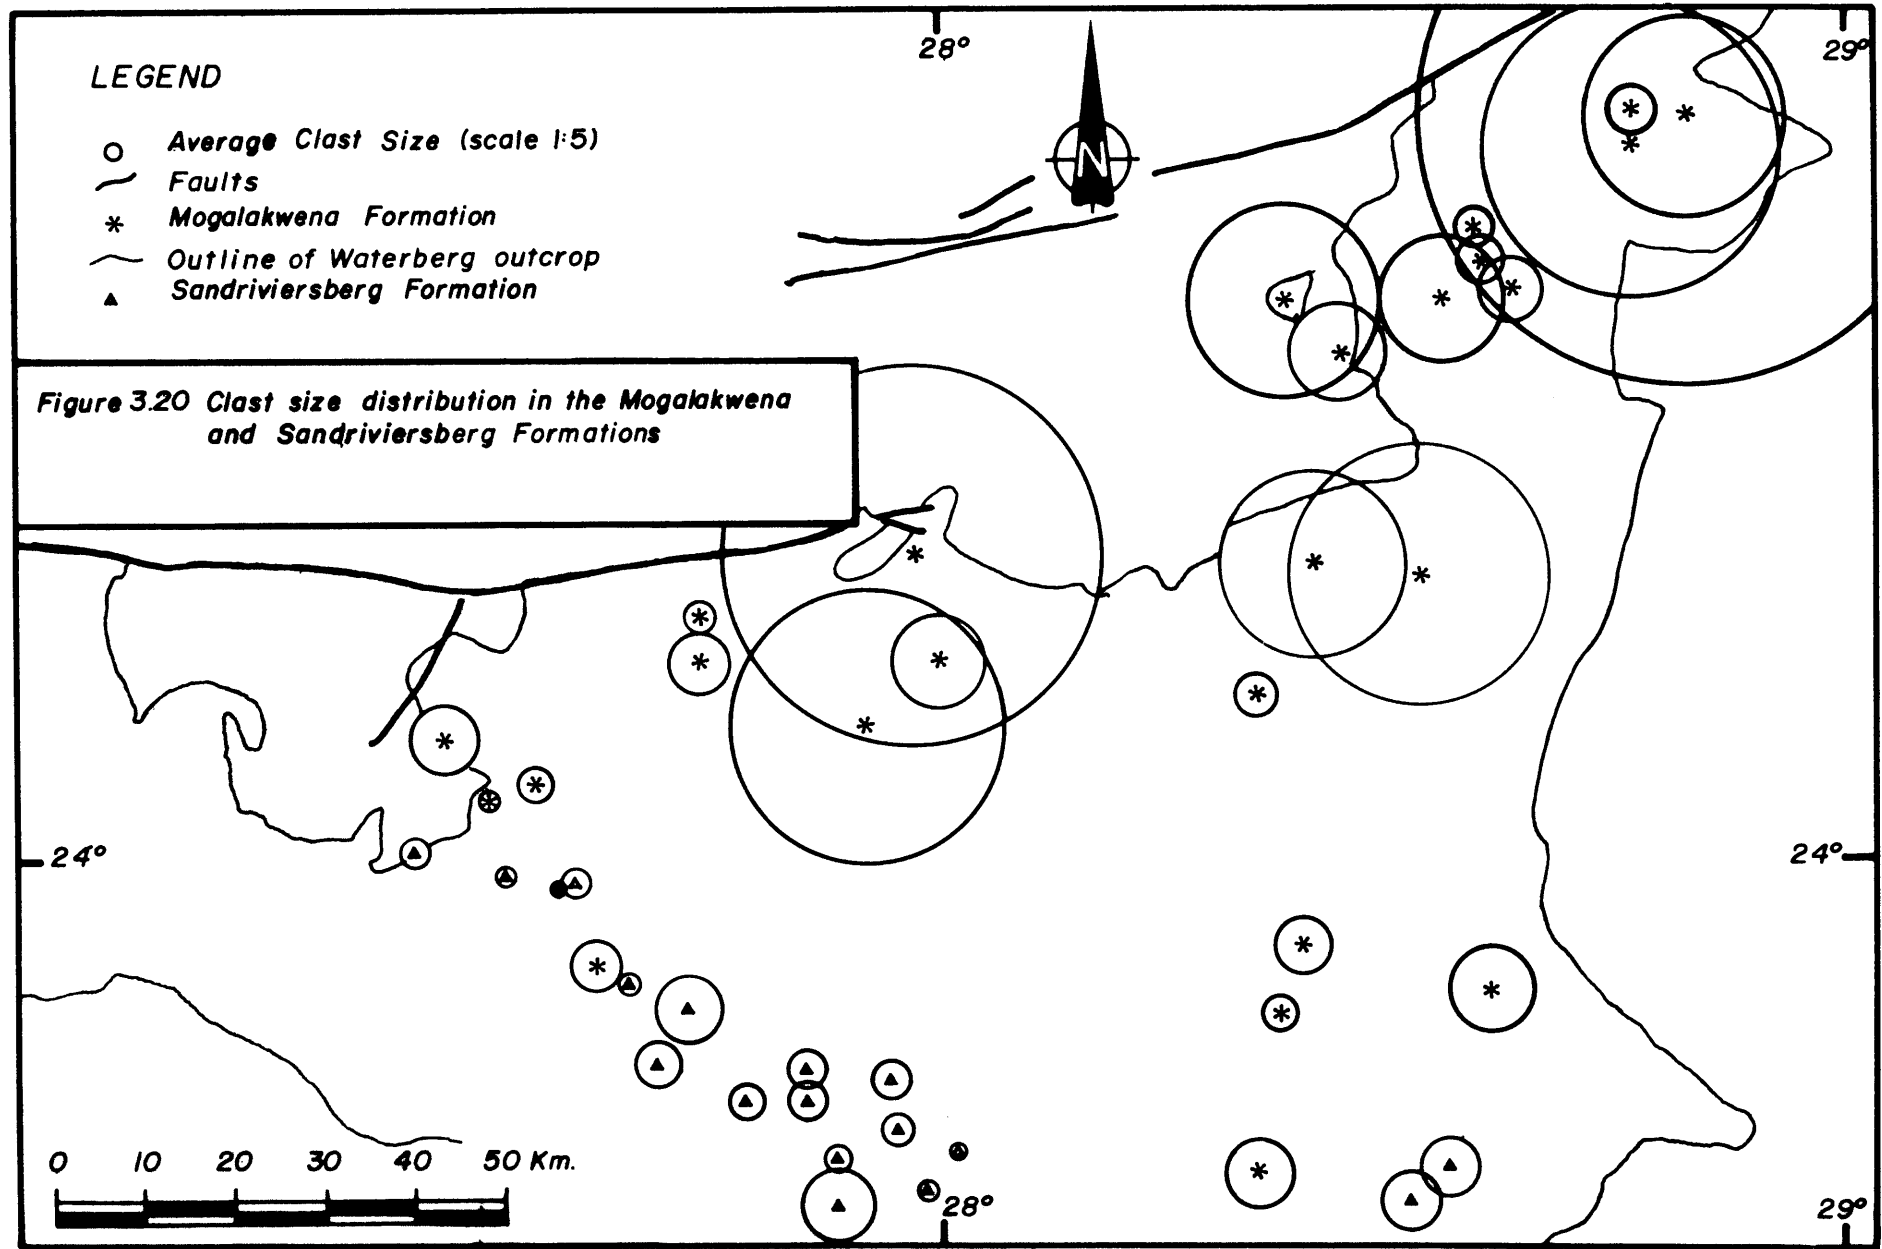 28°
29°
LEGEND
Average Clast Size (scale 1:5)
Faults
Mogalakwena Formation
Outline of Waterberg outcrop
Sandriviersberg Formation
N
Figure 3.20 Clast size distribution in the Mogalakwena
and Sandriviersberg Formations
24°
24°
0 10 20 30 40 50 Km.
28°
29°